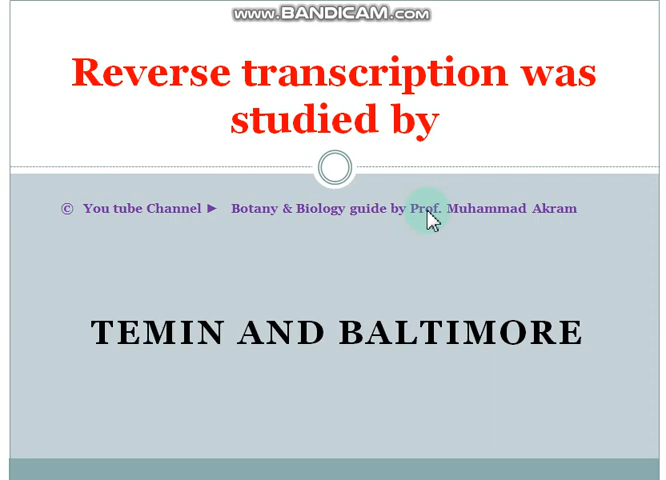 www.BANDICAM.com
Reverse transcription was
studied by
© You tube Channel ► Botany & Biology guide by Prof. Muhammad Akram
TEMIN AND BALTIMORE